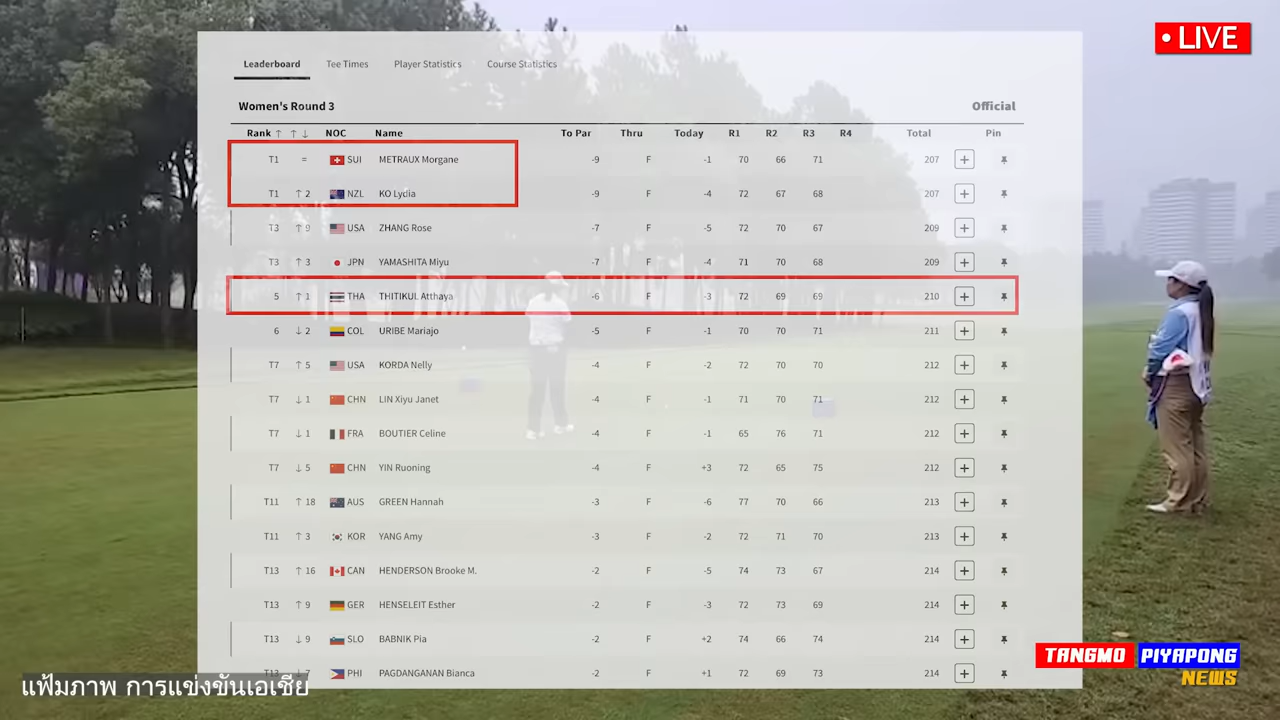 • LIVE
Leaderboard Tee Times Player Statistics Course Statistics
Women's Round 3 Official
Rank ↑ ↑ ↓ NOC Name To Par Thru Today R1 R2 R3 R4 Total Pin
T1 = SUI METRAUX Morgane -9 F -1 70 66 71 207 +
T1 ↑ 2 NZL KO Lydia -9 F -4 72 67 68 207 +
T3 ↑ 9 USA ZHANG Rose -7 F -5 72 70 67 209 +
T3 ↑ 3 JPN YAMASHITA Miyu -7 F -4 71 70 68 209 +
5 ↑ 1 THA THITIKUL Atthaya -6 F -3 72 69 69 210 +
6 ↓ 2 COL URIBE Mariajo -5 F -1 70 70 71 211 +
T7 ↑ 5 USA KORDA Nelly -4 F -2 72 70 70 212 +
T7 ↓ 1 CHN LIN Xiyu Janet -4 F -1 71 70 71 212 +
T7 ↓ 1 FRA BOUTIER Celine -4 F -1 65 76 71 212 +
T7 ↓ 5 CHN YIN Ruoning -4 F +3 72 65 75 212 +
T11 ↑ 18 AUS GREEN Hannah -3 F -6 77 70 66 213 +
T11 ↑ 3 KOR YANG Amy -3 F -2 72 71 70 213 +
T13 ↑ 16 CAN HENDERSON Brooke M. -2 F -5 74 73 67 214 +
T13 ↑ 9 GER HENSELEIT Esther -2 F -3 72 73 69 214 +
T13 ↓ 9 SLO BABNIK Pia -2 F +2 74 66 74 214 +
T13 ↓ 7 PHI PAGDANGANAN Bianca -2 F +1 72 69 73 214 +
TANGMO PIYAPONG
NEWS
แฟ้มภาพ การแข่งขันเอเชีย